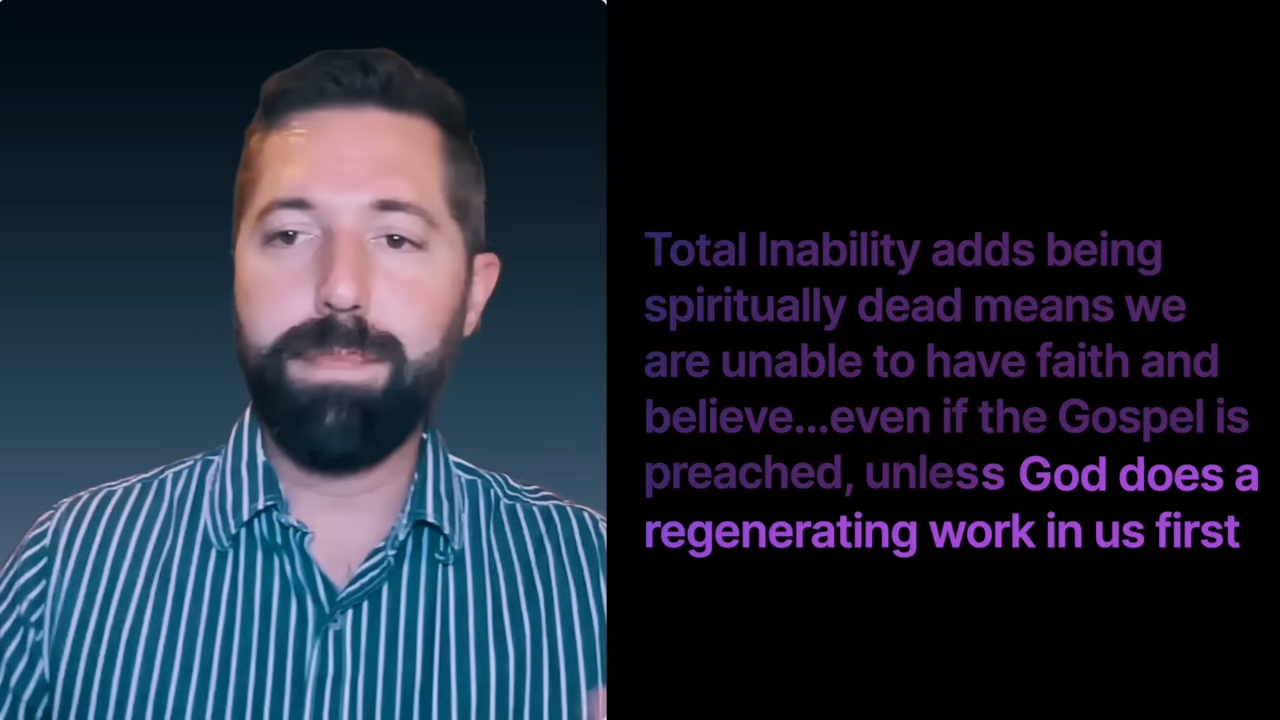 Total Inability adds being
spiritually dead means we
are unable to have faith and
believe...even if the Gospel is
preached, unless God does a
regenerating work in us first